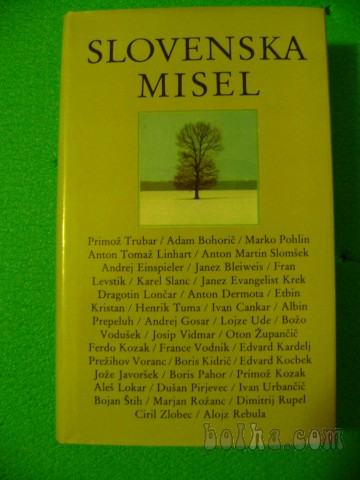 SLOVENSKA
MISEL
Primož Trubar / Adam Bohorič / Marko Pohlin
Anton Tomaž Linhart / Anton Martin Slomšek
Andrej Einspieler / Janez Bleiweis / Fran
Levstik / Karel Slanc / Janez Evangelist Krek
Dragotin Lončar / Anton Dermota / Etbin
Kristan / Henrik Tuma / Ivan Cankar / Albin
Prepeluh / Andrej Gosar / Lojze Ude / Božo
Vodušek / Josip Vidmar / Oton Župančič
Ferdo Kozak / France Vodnik / Edvard Kardelj
Prežihov Voranc / Boris Kidrič / Edvard Kocbek
Jože Javoršek / Boris Pahor / Primož Kozak
Aleš Lokar / Dušan Pirjevec / Ivan Urbančič
Bojan Štih / Marjan Rožanc / Dimitrij Rupel
Ciril Zlobec / Alojz Rebula
bolha.com